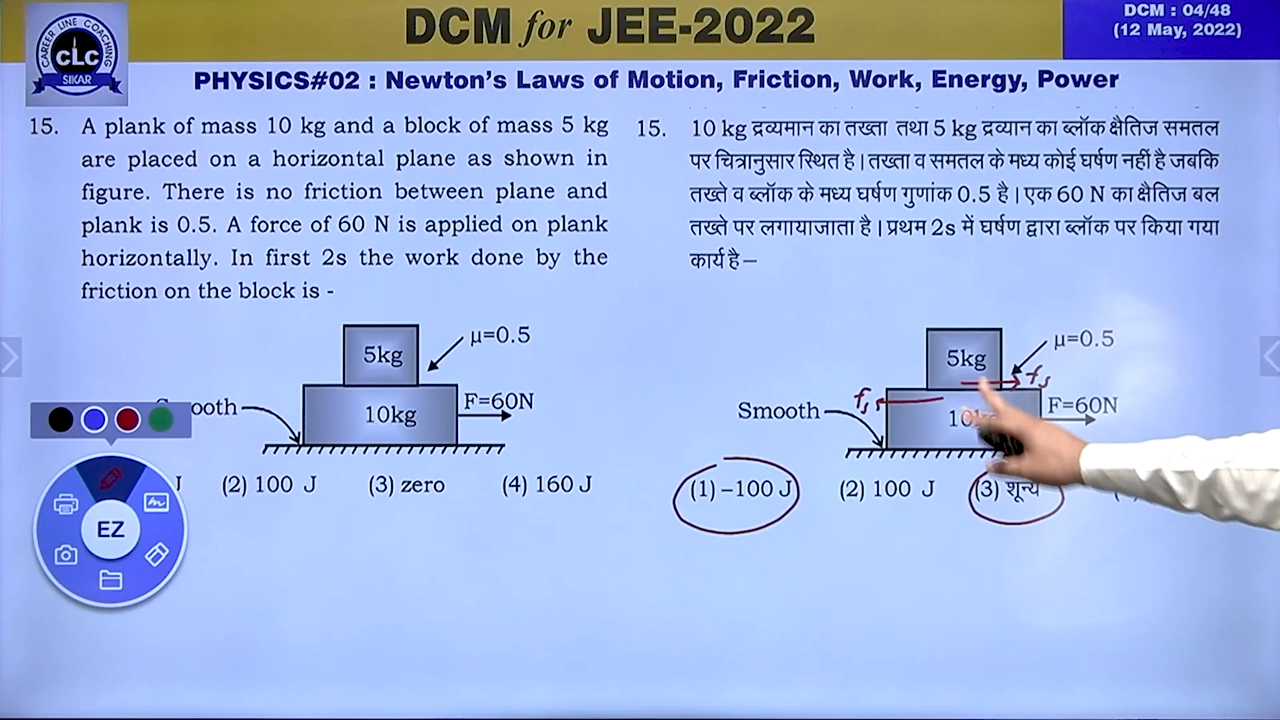 CAREER LINE COACHING
CLC
SIKAR
DCM for JEE-2022
DCM : 04/48
(12 May, 2022)
PHYSICS#02 : Newton's Laws of Motion, Friction, Work, Energy, Power
15. A plank of mass 10 kg and a block of mass 5 kg
are placed on a horizontal plane as shown in
figure. There is no friction between plane and
plank is 0.5. A force of 60 N is applied on plank
horizontally. In first 2s the work done by the
friction on the block is -
μ=0.5
5kg
10kg
F=60N
J (2) 100 J (3) zero (4) 160 J
EZ
15. 10 kg द्रव्यमान का तख्ता तथा 5 kg द्रव्यान का ब्लॉक क्षैतिज समतल
पर चित्रानुसार स्थित है। तख्ता व समतल के मध्य कोई घर्षण नहीं है जबकि
तख्ते व ब्लॉक के मध्य घर्षण गुणांक 0.5 है। एक 60 N का क्षैतिज बल
तख्ते पर लगायाजाता है। प्रथम 2s में घर्षण द्वारा ब्लॉक पर किया गया
कार्य है –
μ=0.5
5kg
fs
fs
Smooth
F=60N
(1) –100 J (2) 100 J (3) शून्य